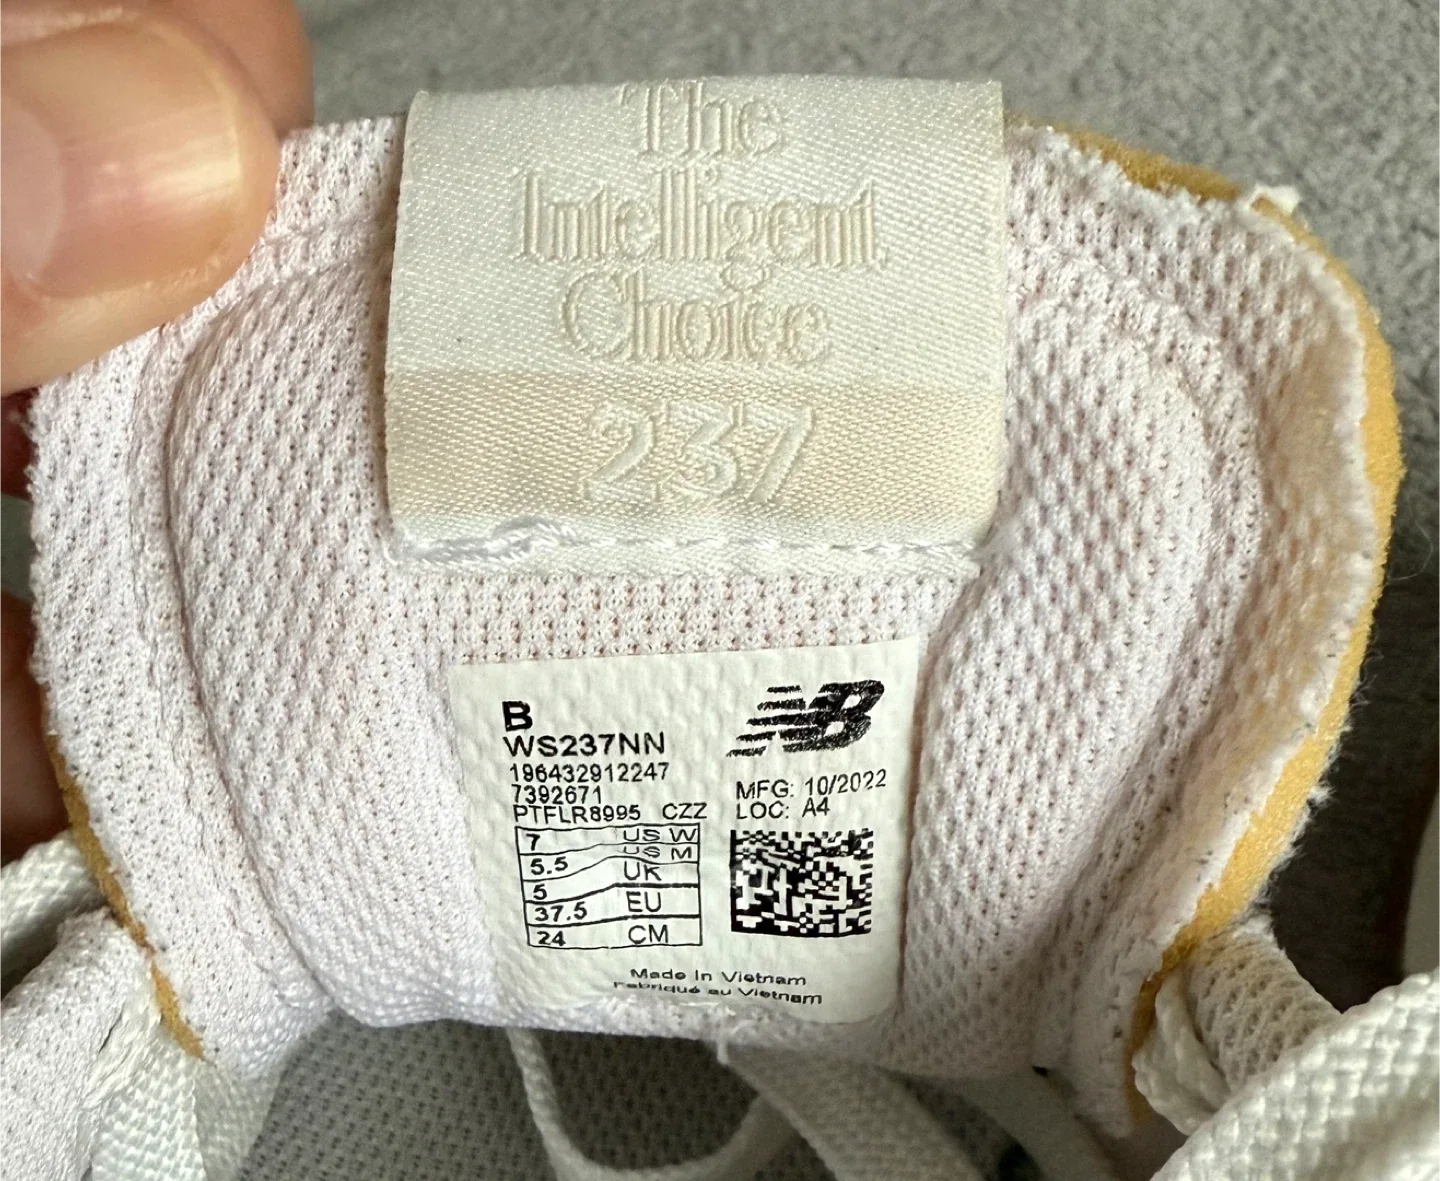 The
Intelligent
Choice
237
B
WS237NN
196432912247
7392671
PTFLR8995 CZZ
NB
MFG: 10/2022
LOC: A4
7 US W
5.5 US M
5 UK
37.5 EU
24 CM
Made In Vietnam
Fabriqué au Vietnam